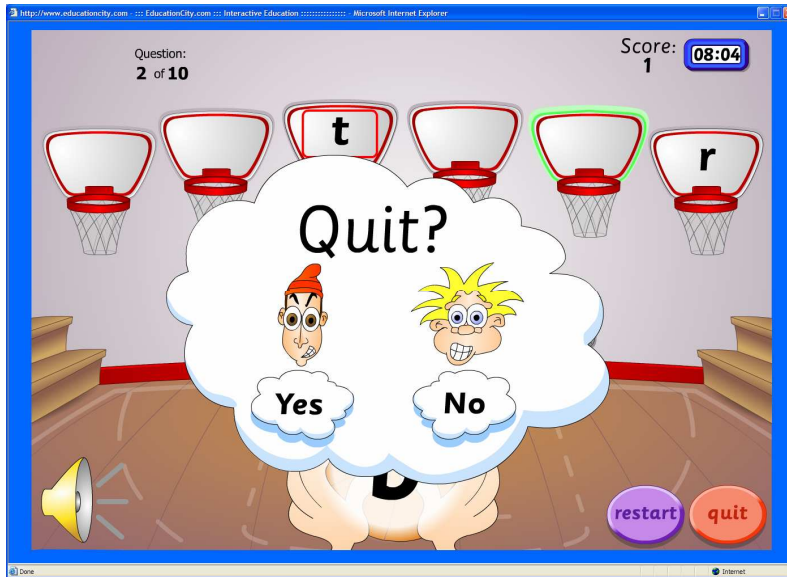 http://www.educationcity.com - ::: EducationCity.com ::: Interactive Education :::::::::::::::: - Microsoft Internet Explorer
Question:
2 of 10
Score:
1
08:04
t
r
Quit?
Yes
No
restart
quit
Done
Internet